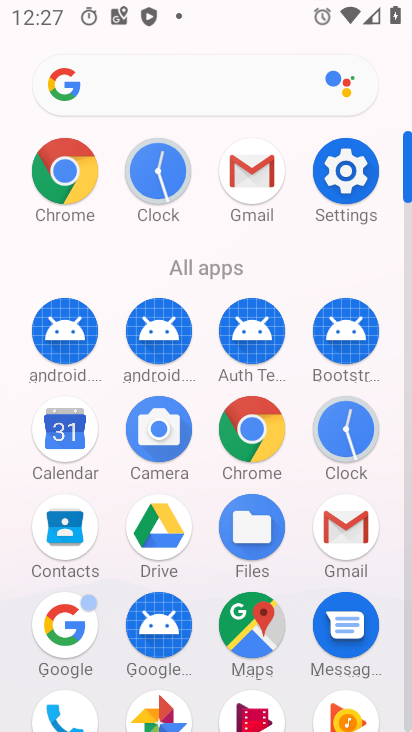 12:27
Chrome Clock Gmail Settings
All apps
android.... android.... Auth Te... Bootstr...
Calendar Camera Chrome Clock
31
Contacts Drive Files Gmail
Google Google... Maps Messag...